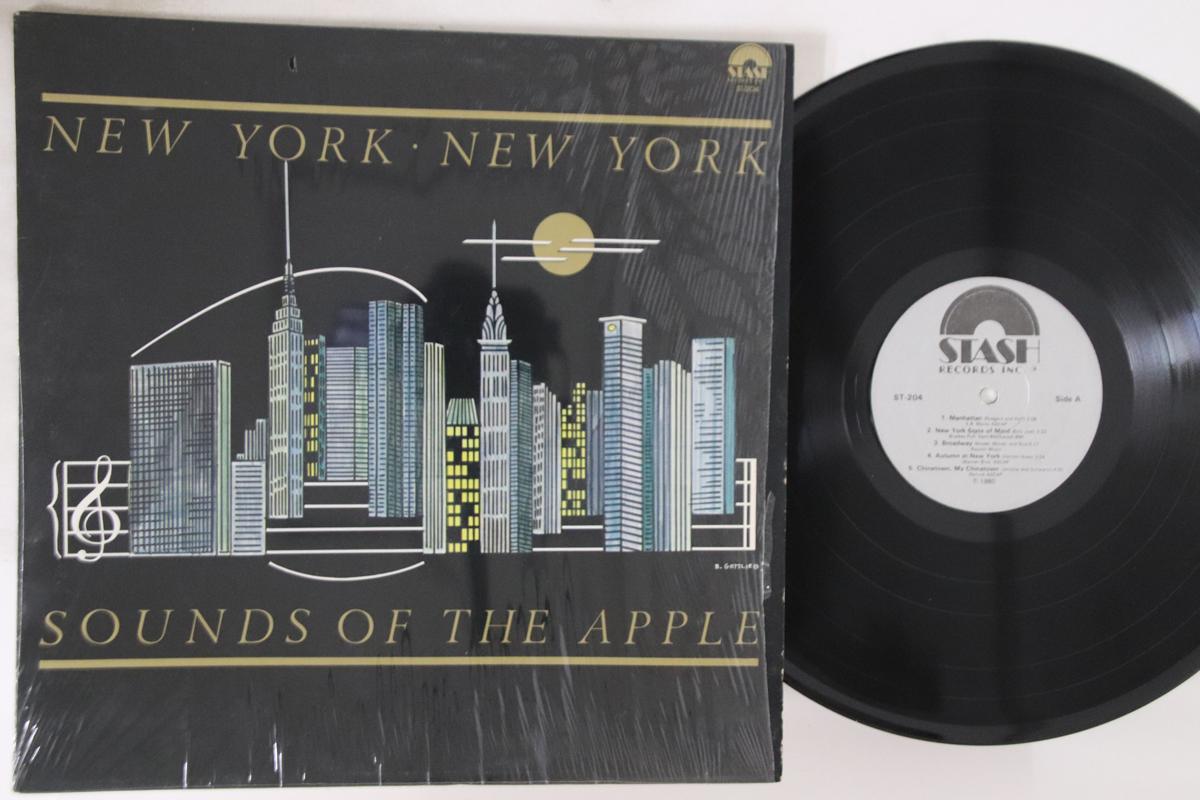 STASH
NEW YORK · NEW YORK
B. GOTTLIEB
SOUNDS OF THE APPLE
STASH
RECORDS INC.
ST-204
Side A
1. Manhattan
2. New York State of Mind
3. Broadway
4. Autumn in New York
5. Chinatown, My Chinatown
℗ 1980